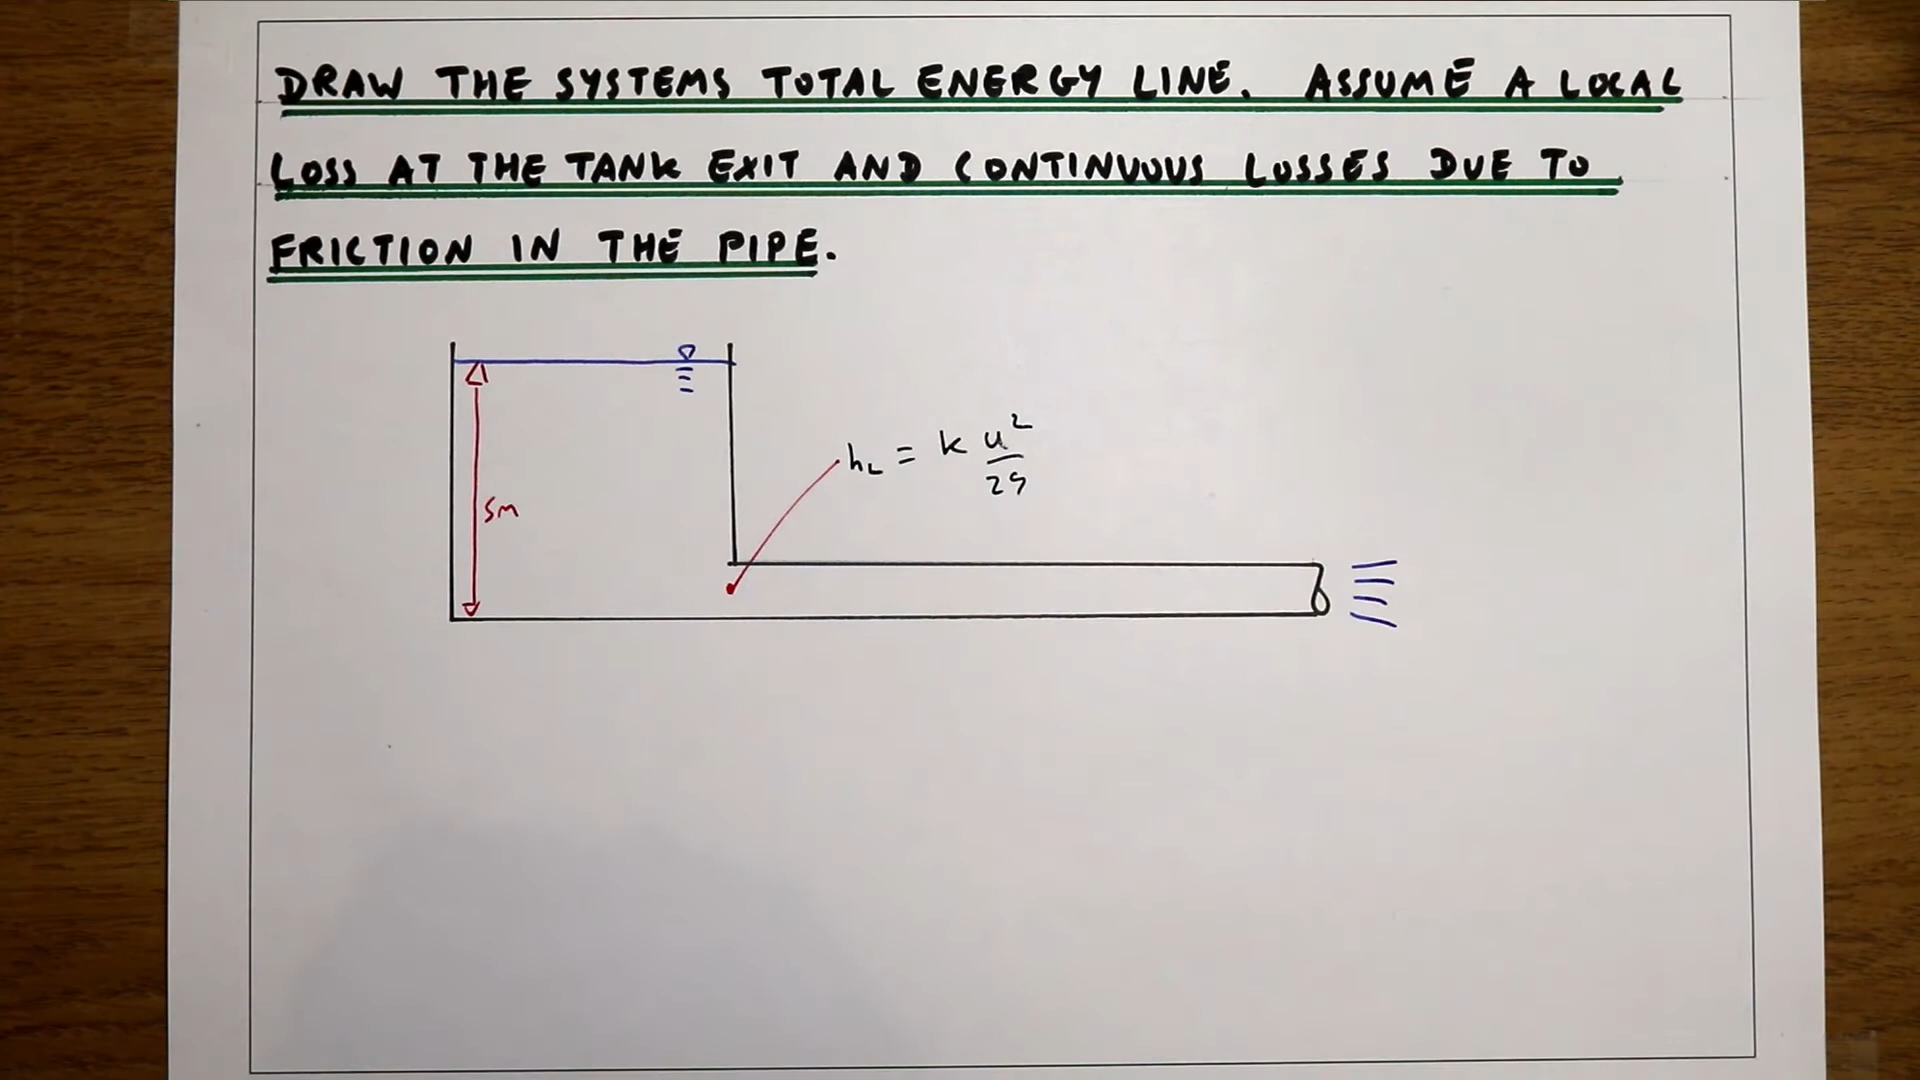 DRAW THE SYSTEMS TOTAL ENERGY LINE. ASSUME A LOCAL
LOSS AT THE TANK EXIT AND CONTINUOUS LOSSES DUE TO
FRICTION IN THE PIPE.
hL = k u²/2g
5m